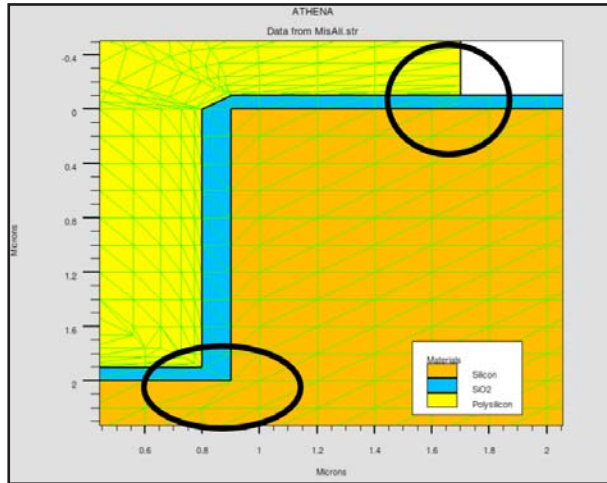 ATHENA
Data from MisAli.str
-0.4
0
0.4
0.8
1.2
1.6
2
Microns
0.6
0.8
1
1.2
1.4
1.6
1.8
2
Microns
Materials
Silicon
SiO2
Polysilicon